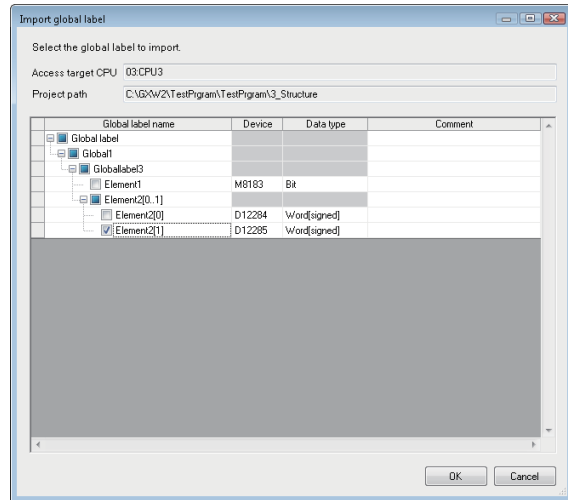 Import global label
Select the global label to import.
Access target CPU 03:CPU3
Project path C:\GXW2\TestPrgram\TestPrgram\3_Structure
Global label name Device Data type Comment
Global label
Global1
Globallabel3
Element1 M8183 Bit
Element2[0..1]
Element2[0] D12284 Word[signed]
Element2[1] D12285 Word[signed]
OK Cancel